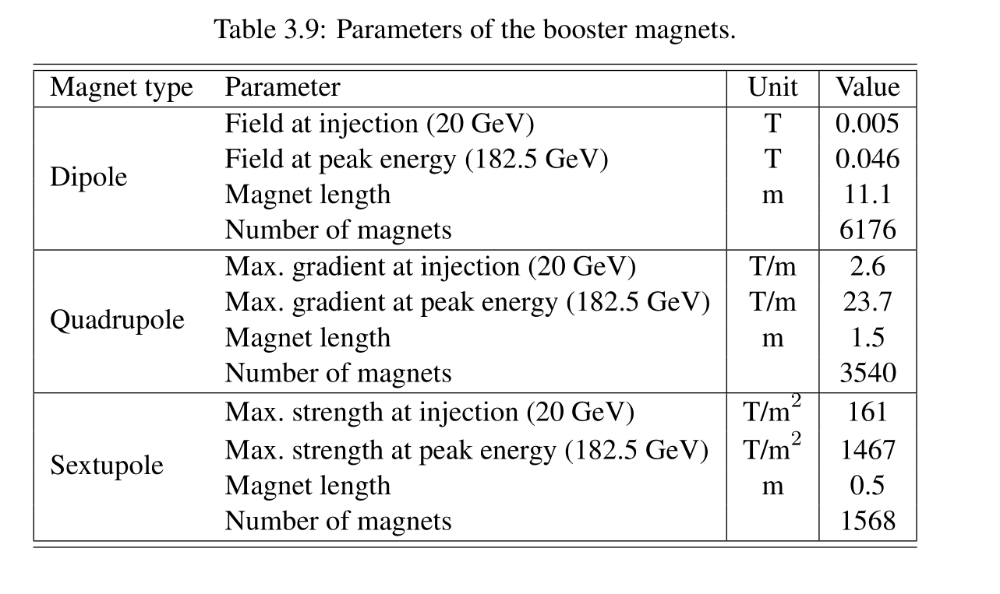 Table 3.9: Parameters of the booster magnets.
Magnet type Parameter Unit Value
Dipole
Field at injection (20 GeV) T 0.005
Field at peak energy (182.5 GeV) T 0.046
Magnet length m 11.1
Number of magnets 6176
Quadrupole
Max. gradient at injection (20 GeV) T/m 2.6
Max. gradient at peak energy (182.5 GeV) T/m 23.7
Magnet length m 1.5
Number of magnets 3540
Sextupole
Max. strength at injection (20 GeV) T/m² 161
Max. strength at peak energy (182.5 GeV) T/m² 1467
Magnet length m 0.5
Number of magnets 1568